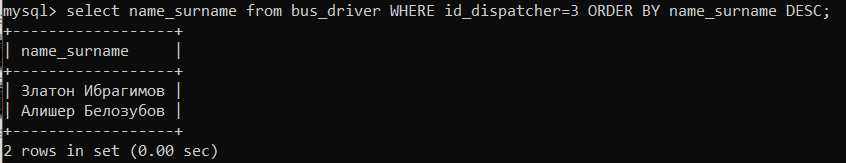 mysql> select name_surname from bus_driver WHERE id_dispatcher=3 ORDER BY name_surname DESC;
+------------------+
| name_surname     |
+------------------+
| Златон Ибрагимов |
| Алишер Белозубов |
+------------------+
2 rows in set (0.00 sec)